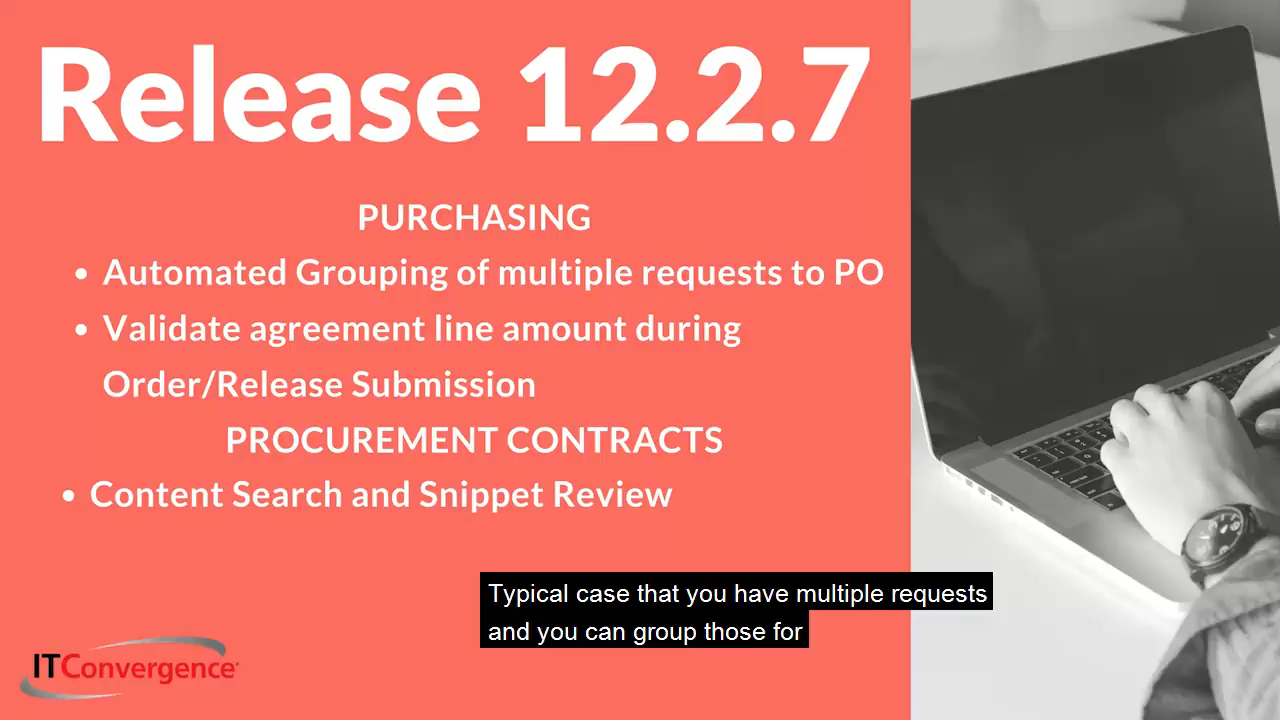 Release 12.2.7
PURCHASING
• Automated Grouping of multiple requests to PO
• Validate agreement line amount during
Order/Release Submission
PROCUREMENT CONTRACTS
• Content Search and Snippet Review
Typical case that you have multiple requests
and you can group those for
ITConvergence